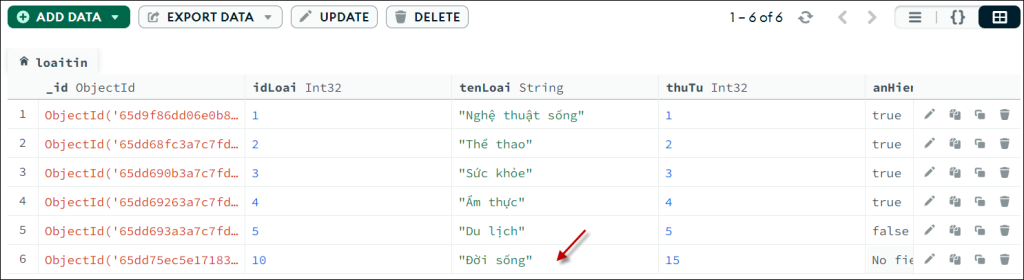 ADD DATA EXPORT DATA UPDATE DELETE 1 – 6 of 6 {}
loaitin
_id ObjectId idLoai Int32 tenLoai String thuTu Int32 anHien
1 ObjectId('65d9f86dd06e0b8… 1 "Nghệ thuật sống" 1 true
2 ObjectId('65dd68fc3a7c7fd… 2 "Thể thao" 2 true
3 ObjectId('65dd690b3a7c7fd… 3 "Sức khỏe" 3 true
4 ObjectId('65dd69263a7c7fd… 4 "Ẩm thực" 4 true
5 ObjectId('65dd693a3a7c7fd… 5 "Du lịch" 5 false
6 ObjectId('65dd75ec5e17183… 10 "Đời sống" 15 No fie